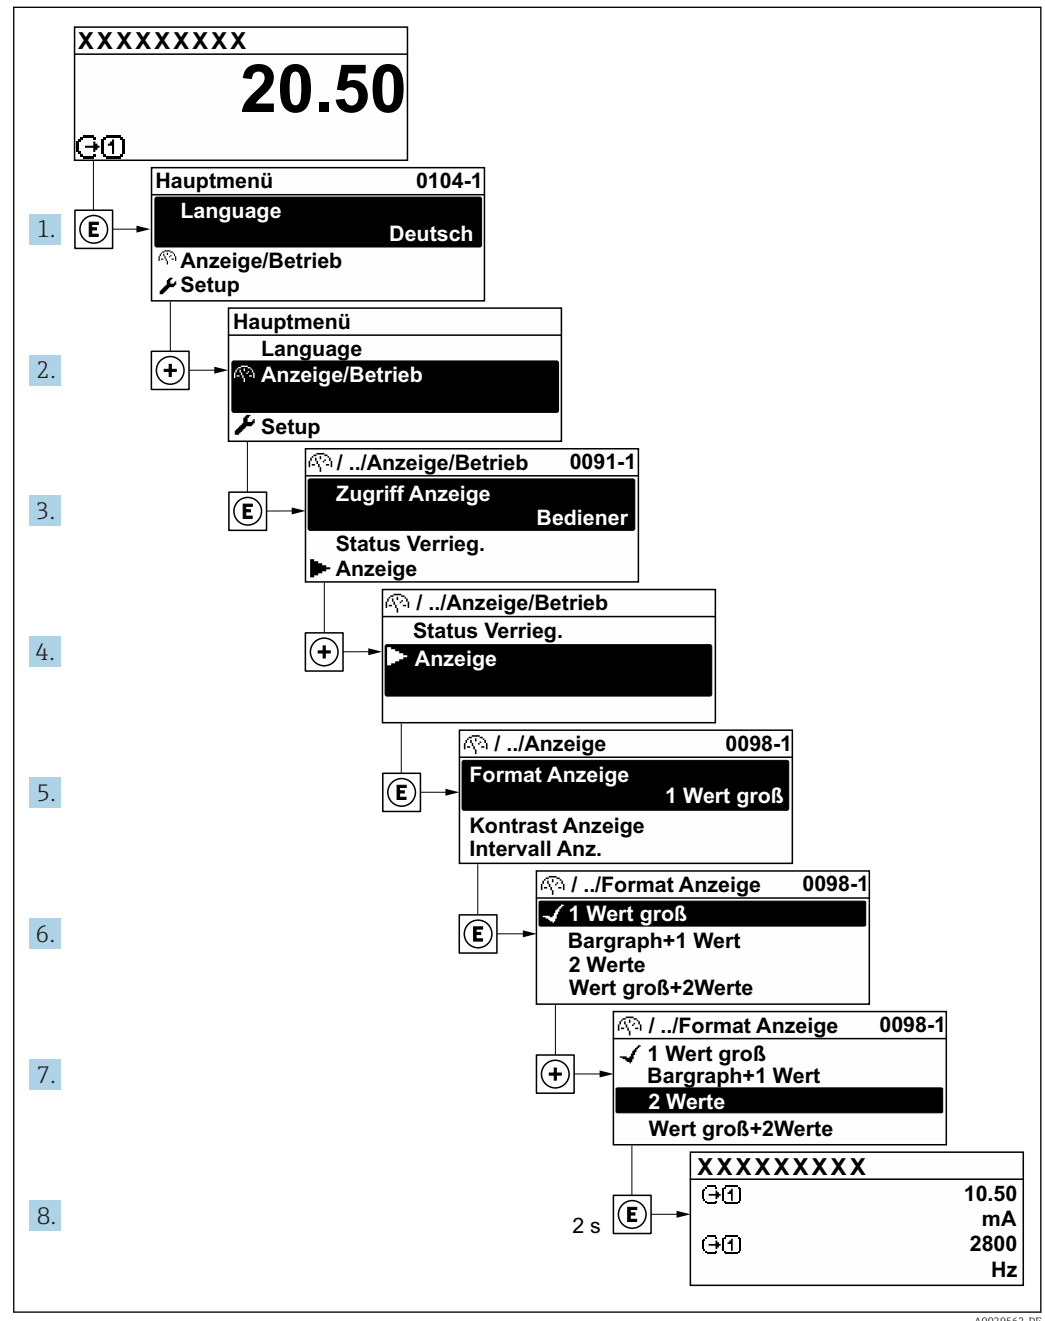 XXXXXXXXX
20.50
1
Hauptmenü 0104-1
1. E Language
Deutsch
Anzeige/Betrieb
Setup
Hauptmenü
Language
2. + Anzeige/Betrieb
Setup
/ ../Anzeige/Betrieb 0091-1
Zugriff Anzeige
3. E Bediener
Status Verrieg.
Anzeige
/ ../Anzeige/Betrieb
Status Verrieg.
4. + Anzeige
/ ../Anzeige 0098-1
Format Anzeige
5. E 1 Wert groß
Kontrast Anzeige
Intervall Anz.
/ ../Format Anzeige 0098-1
1 Wert groß
6. E Bargraph+1 Wert
2 Werte
Wert groß+2Werte
/ ../Format Anzeige 0098-1
1 Wert groß
7. + Bargraph+1 Wert
2 Werte
Wert groß+2Werte
XXXXXXXXX
1 10.50
8. 2 s E mA
1 2800
Hz